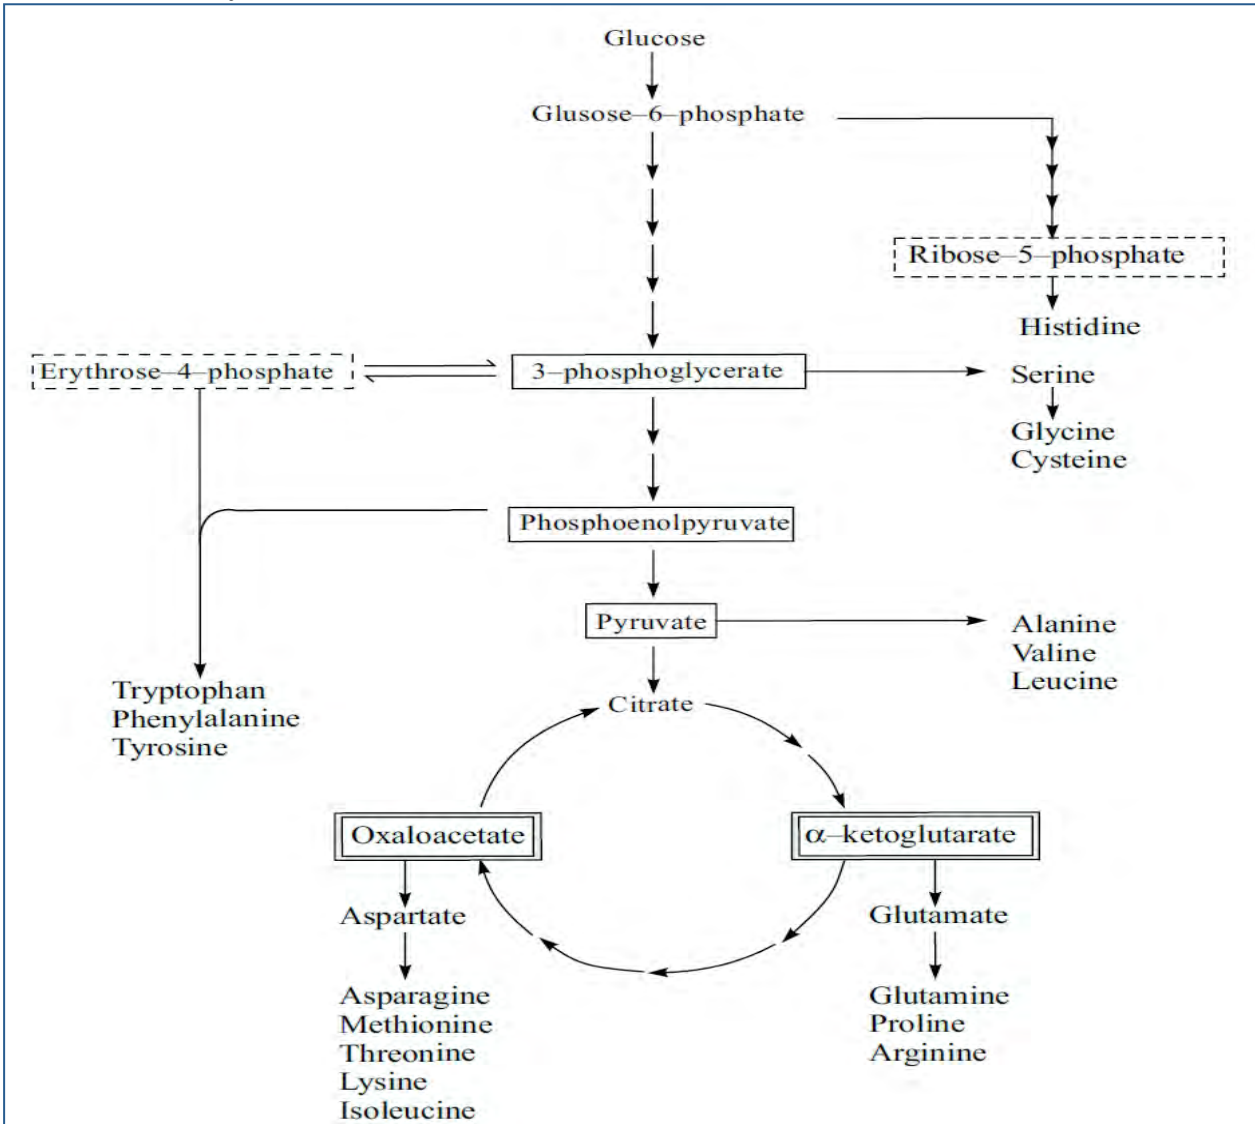 Glucose
Glusose–6–phosphate
Ribose–5–phosphate
Histidine
Erythrose–4–phosphate
3–phosphoglycerate
Serine
Glycine
Cysteine
Phosphoenolpyruvate
Pyruvate
Alanine
Valine
Leucine
Tryptophan
Phenylalanine
Tyrosine
Citrate
Oxaloacetate
α–ketoglutarate
Aspartate
Glutamate
Asparagine
Methionine
Threonine
Lysine
Isoleucine
Glutamine
Proline
Arginine